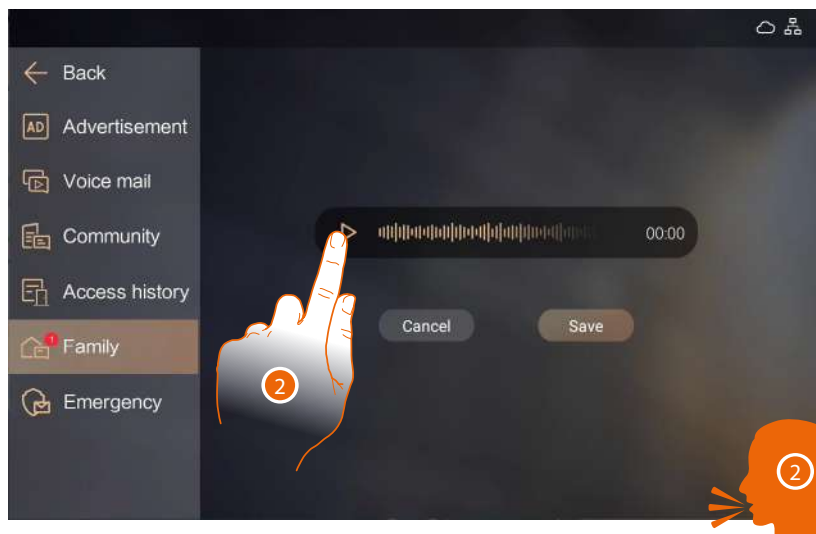 Back
AD Advertisement
Voice mail
Community
Access history
1 Family
Emergency
00:00
Cancel Save
2
2